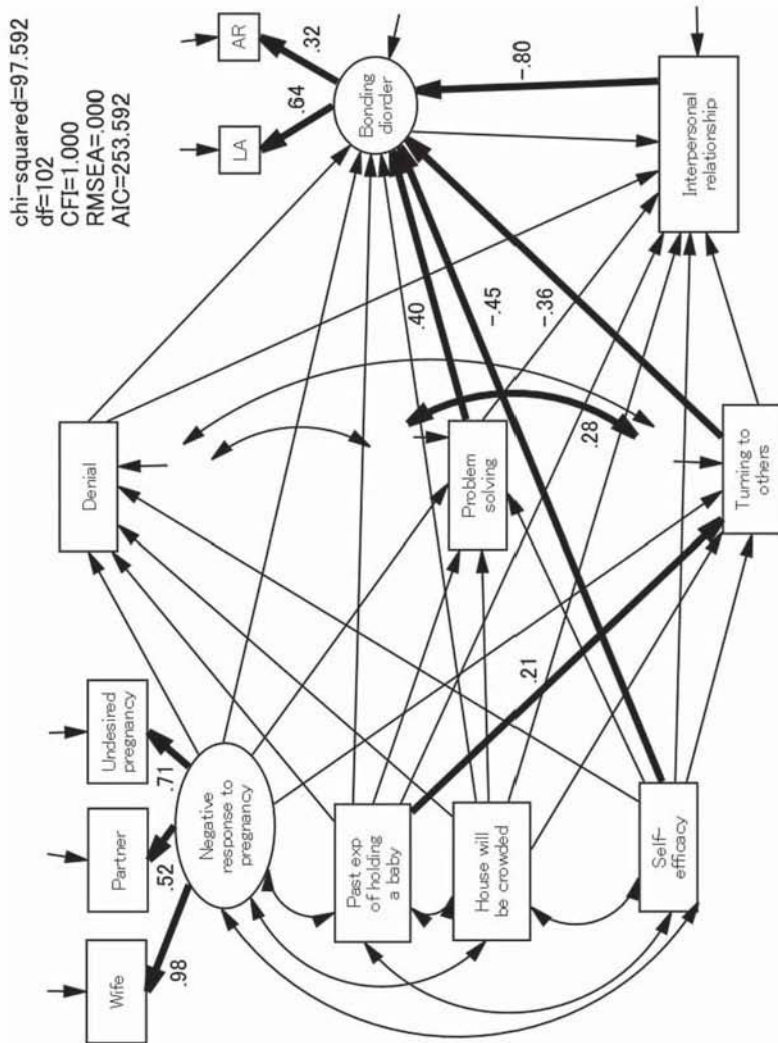 chi-squared=97.592
df=102
CFI=1.000
RMSEA=.000
AIC=253.592
AR
LA
.32
.64
Bonding
diorder
-.80
Interpersonal
relationship
Denial
Problem
solving
Turning to
others
.40
-.45
-.36
.28
.21
Undesired
pregnancy
Partner
Wife
.71
.52
.98
Negative
response to
pregnancy
Past exp
of holding
a baby
House will
be crowded
Self-
efficacy